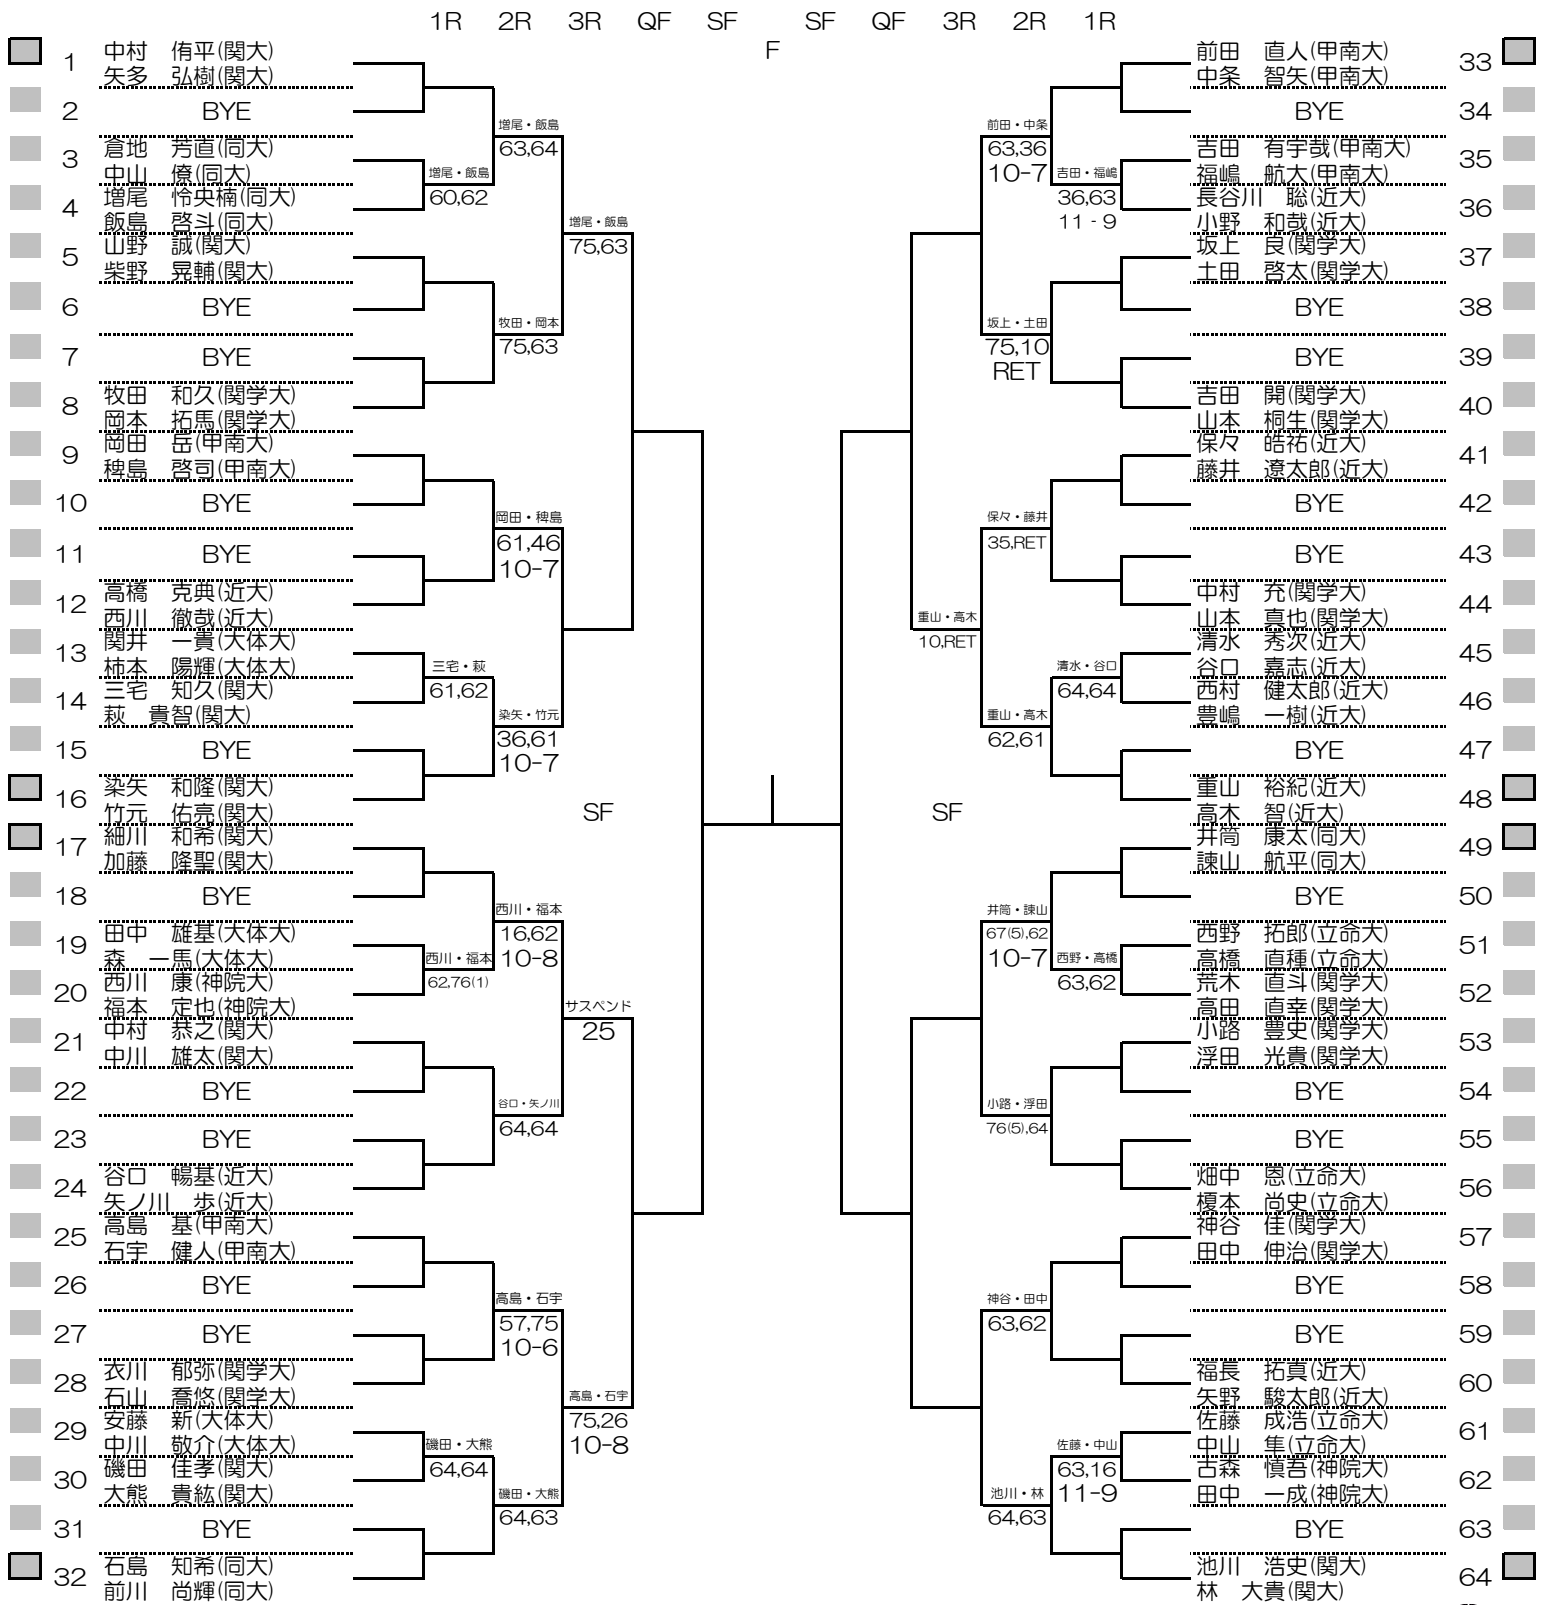 1R 2R 3R QF SF SF QF 3R 2R 1R
F
1 中村 侑平(関大)
矢多 弘樹(関大)
2 BYE
3 倉地 芳直(同大)
中山 僚(同大)
4 増尾 怜央楠(同大)
飯島 啓斗(同大)
5 山野 誠(関大)
柴野 晃輔(関大)
6 BYE
7 BYE
8 牧田 和久(関学大)
岡本 拓馬(関学大)
9 岡田 岳(甲南大)
稗島 啓司(甲南大)
10 BYE
11 BYE
12 高橋 克典(近大)
西川 徹哉(近大)
13 関井 一貴(大体大)
柿本 陽輝(大体大)
14 三宅 知久(関大)
萩 貴智(関大)
15 BYE
16 染矢 和隆(関大)
竹元 佑亮(関大)
17 細川 和希(関大)
加藤 隆聖(関大)
18 BYE
19 田中 雄基(大体大)
森 一馬(大体大)
20 西川 康(神院大)
福本 定也(神院大)
21 中村 恭之(関大)
中川 雄太(関大)
22 BYE
23 BYE
24 谷口 暢基(近大)
矢ノ川 歩(近大)
25 高島 基(甲南大)
石宇 健人(甲南大)
26 BYE
27 BYE
28 衣川 郁弥(関学大)
石山 喬悠(関学大)
29 安藤 新(大体大)
中川 敬介(大体大)
30 磯田 佳孝(関大)
大熊 貴紘(関大)
31 BYE
32 石島 知希(同大)
前川 尚輝(同大)
増尾・飯島
60,62
三宅・萩
61,62
西川・福本
62,76(1)
磯田・大熊
64,64
増尾・飯島
63,64
牧田・岡本
75,63
岡田・稗島
61,46
10-7
染矢・竹元
36,61
10-7
西川・福本
16,62
10-8
谷口・矢ノ川
64,64
高島・石宇
57,75
10-6
磯田・大熊
64,63
増尾・飯島
75,63
サスペンド
25
高島・石宇
75,26
10-8
SF
SF
重山・高木
10,RET
前田・中条
63,36
10-7
坂上・土田
75,10
RET
保々・藤井
35,RET
重山・高木
62,61
井筒・諌山
67(5),62
10-7
小路・浮田
76(5),64
神谷・田中
63,62
池川・林
64,63
吉田・福嶋
36,63
11 - 9
清水・谷口
64,64
西野・高橋
63,62
佐藤・中山
63,16
11-9
前田 直人(甲南大) 33
中条 智矢(甲南大)
BYE 34
吉田 有宇哉(甲南大) 35
福嶋 航大(甲南大)
長谷川 聡(近大) 36
小野 和哉(近大)
坂上 良(関学大) 37
土田 啓太(関学大)
BYE 38
BYE 39
吉田 開(関学大) 40
山本 桐生(関学大)
保々 皓祐(近大) 41
藤井 遼太郎(近大)
BYE 42
BYE 43
中村 充(関学大) 44
山本 真也(関学大)
清水 秀次(近大) 45
谷口 嘉志(近大)
西村 健太郎(近大) 46
豊嶋 一樹(近大)
BYE 47
重山 裕紀(近大) 48
高木 智(近大)
井筒 康太(同大) 49
諌山 航平(同大)
BYE 50
西野 拓郎(立命大) 51
高橋 直種(立命大)
荒木 直斗(関学大) 52
高田 直幸(関学大)
小路 豊史(関学大) 53
浮田 光貴(関学大)
BYE 54
BYE 55
畑中 恩(立命大) 56
榎本 尚史(立命大)
神谷 佳(関学大) 57
田中 伸治(関学大)
BYE 58
BYE 59
福長 拓真(近大) 60
矢野 駿太郎(近大)
佐藤 成浩(立命大) 61
中山 隼(立命大)
古森 慎吾(神院大) 62
田中 一成(神院大)
BYE 63
池川 浩史(関大) 64
林 大貴(関大)